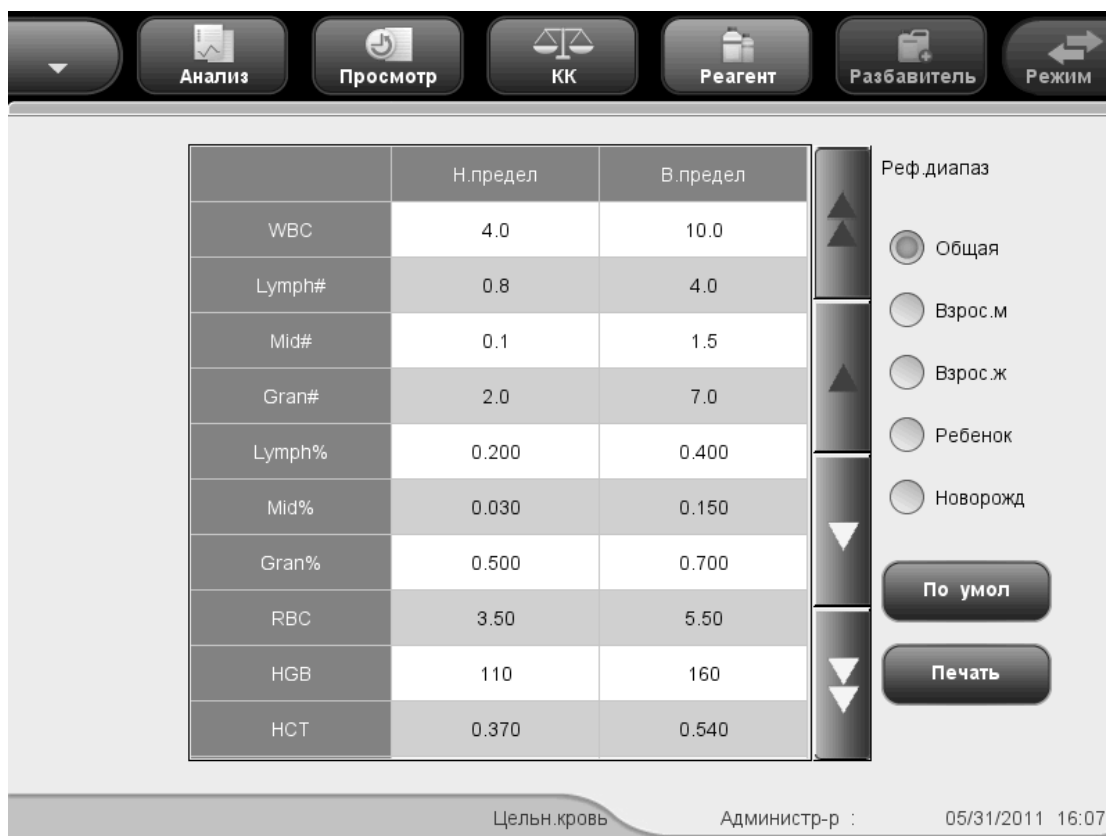 Анализ Просмотр КК Реагент Разбавитель Режим
Н.предел В.предел
WBC 4.0 10.0
Lymph# 0.8 4.0
Mid# 0.1 1.5
Gran# 2.0 7.0
Lymph% 0.200 0.400
Mid% 0.030 0.150
Gran% 0.500 0.700
RBC 3.50 5.50
HGB 110 160
HCT 0.370 0.540
Реф.диапаз
Общая
Взрос.м
Взрос.ж
Ребенок
Новорожд
По умол
Печать
Цельн.кровь Администр-р : 05/31/2011 16:07